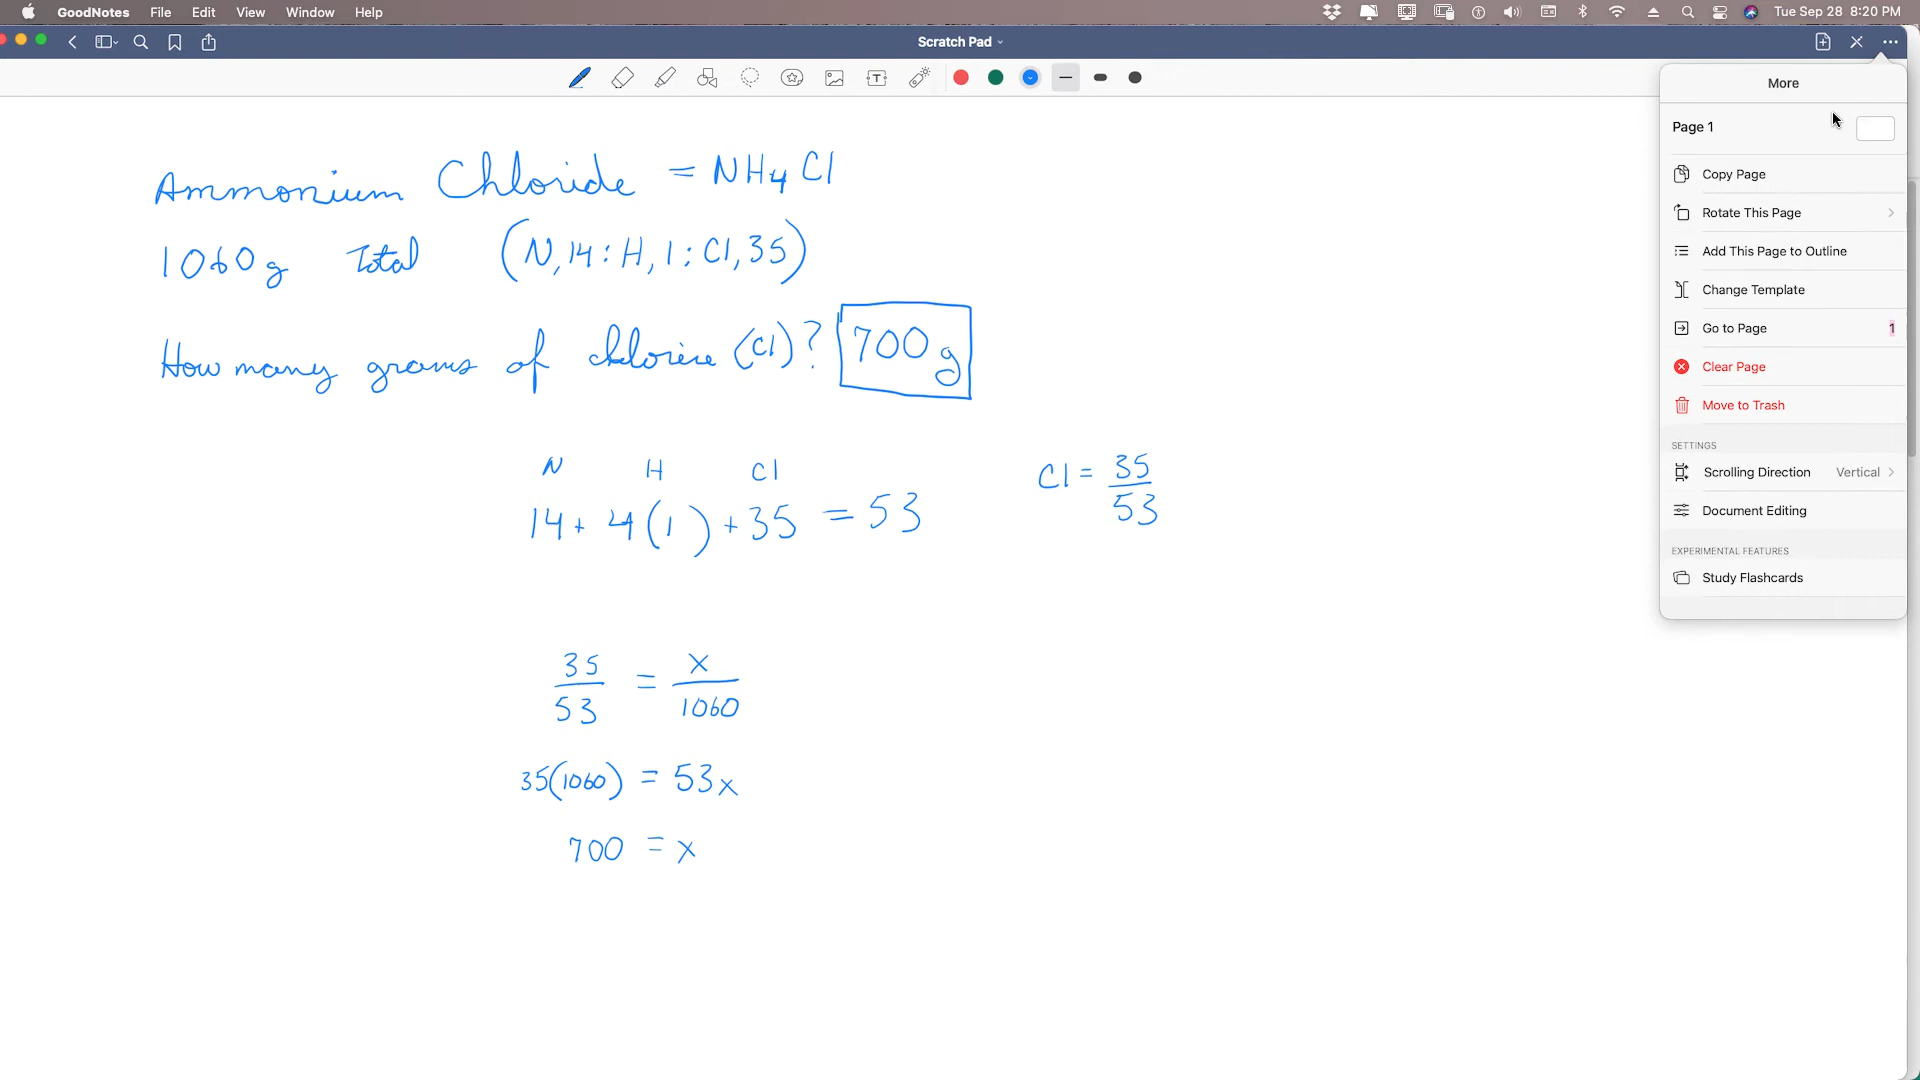 GoodNotes File Edit View Window Help Tue Sep 28 8:20 PM
Scratch Pad
T
More
Page 1
Copy Page
Rotate This Page
Add This Page to Outline
Change Template
Go to Page 1
Clear Page
Move to Trash
SETTINGS
Scrolling Direction Vertical
Document Editing
EXPERIMENTAL FEATURES
Study Flashcards
Ammonium Chloride = NH4Cl
1060g Total (N,14: H,1: Cl,35)
How many grams of chlorine (Cl)? 700 g
N H Cl
14 + 4(1) + 35 = 53
Cl = 35/53
35/53 = x/1060
35(1060) = 53x
700 = x